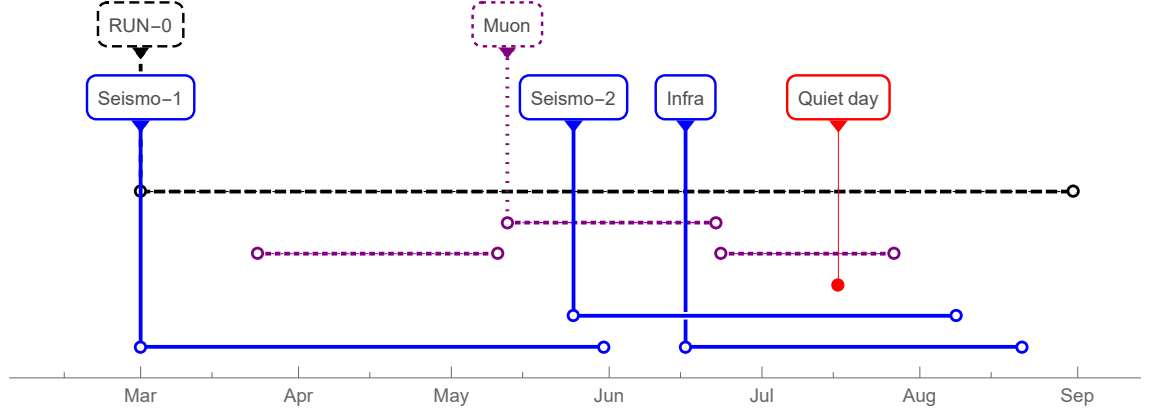 RUN−0
Muon
Seismo−1
Seismo−2
Infra
Quiet day
Mar
Apr
May
Jun
Jul
Aug
Sep